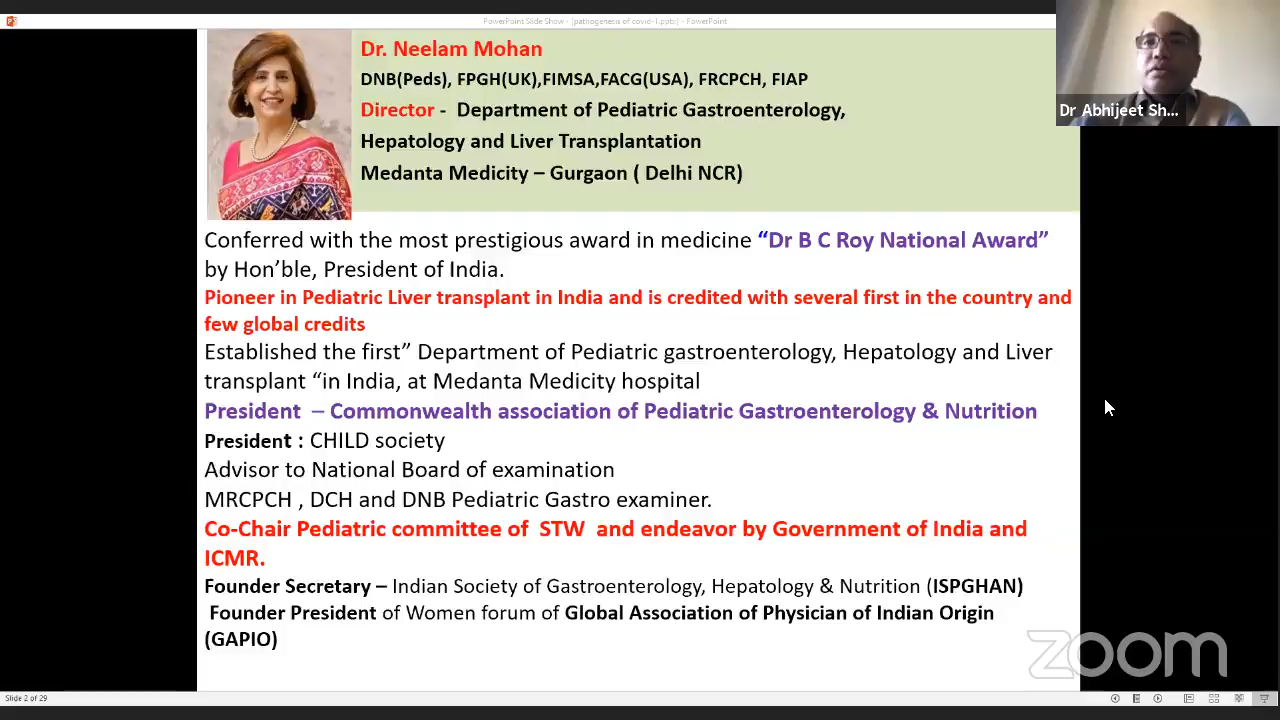 PowerPoint Slide Show - [pathogenesis of covid-1.ppbt] - PowerPoint
Dr. Neelam Mohan
DNB(Peds), FPGH(UK),FIMSA,FACG(USA), FRCPCH, FIAP
Director - Department of Pediatric Gastroenterology,
Hepatology and Liver Transplantation
Medanta Medicity – Gurgaon ( Delhi NCR)
Dr Abhijeet Sh...
Conferred with the most prestigious award in medicine “Dr B C Roy National Award”
by Hon’ble, President of India.
Pioneer in Pediatric Liver transplant in India and is credited with several first in the country and
few global credits
Established the first” Department of Pediatric gastroenterology, Hepatology and Liver
transplant “in India, at Medanta Medicity hospital
President – Commonwealth association of Pediatric Gastroenterology & Nutrition
President : CHILD society
Advisor to National Board of examination
MRCPCH , DCH and DNB Pediatric Gastro examiner.
Co-Chair Pediatric committee of STW and endeavor by Government of India and
ICMR.
Founder Secretary – Indian Society of Gastroenterology, Hepatology & Nutrition (ISPGHAN)
Founder President of Women forum of Global Association of Physician of Indian Origin
(GAPIO)
zoom
Slide 2 of 29